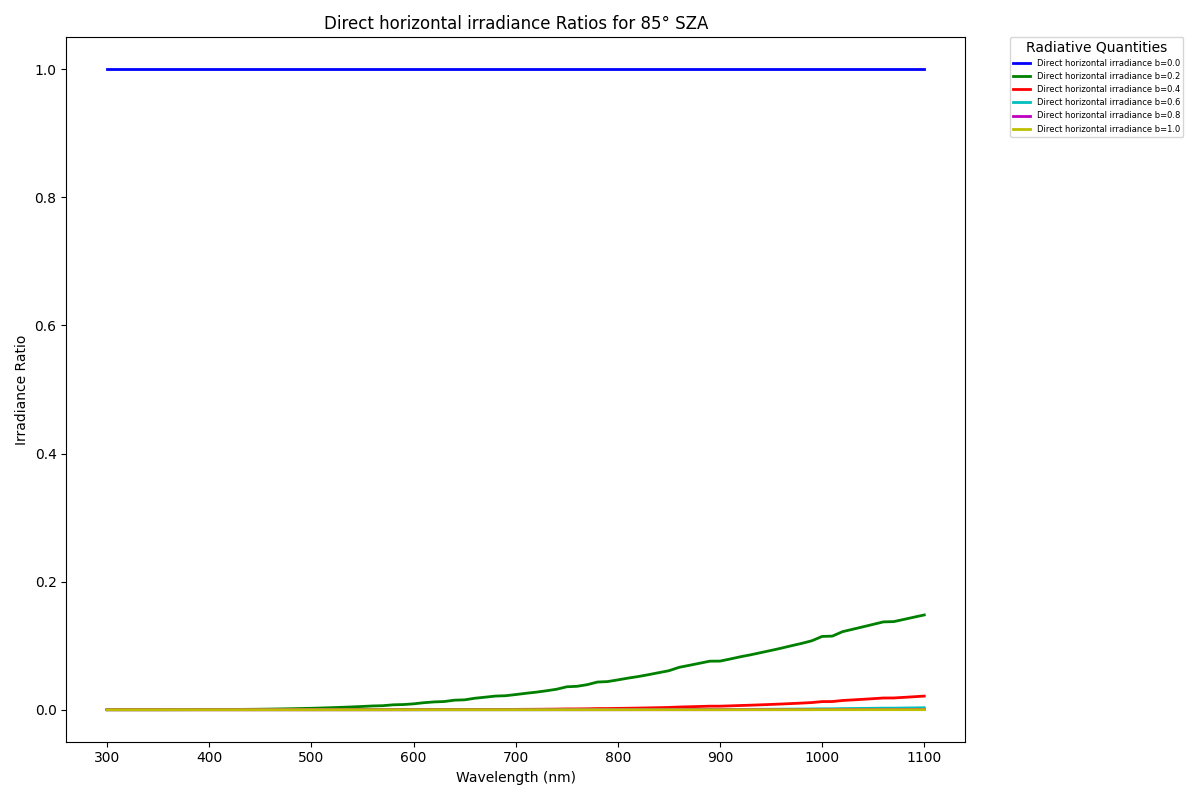 Direct horizontal irradiance Ratios for 85° SZA
Radiative Quantities
Direct horizontal irradiance b=0.0
Direct horizontal irradiance b=0.2
Direct horizontal irradiance b=0.4
Direct horizontal irradiance b=0.6
Direct horizontal irradiance b=0.8
Direct horizontal irradiance b=1.0
Irradiance Ratio
1.0
0.8
0.6
0.4
0.2
0.0
300 400 500 600 700 800 900 1000 1100
Wavelength (nm)